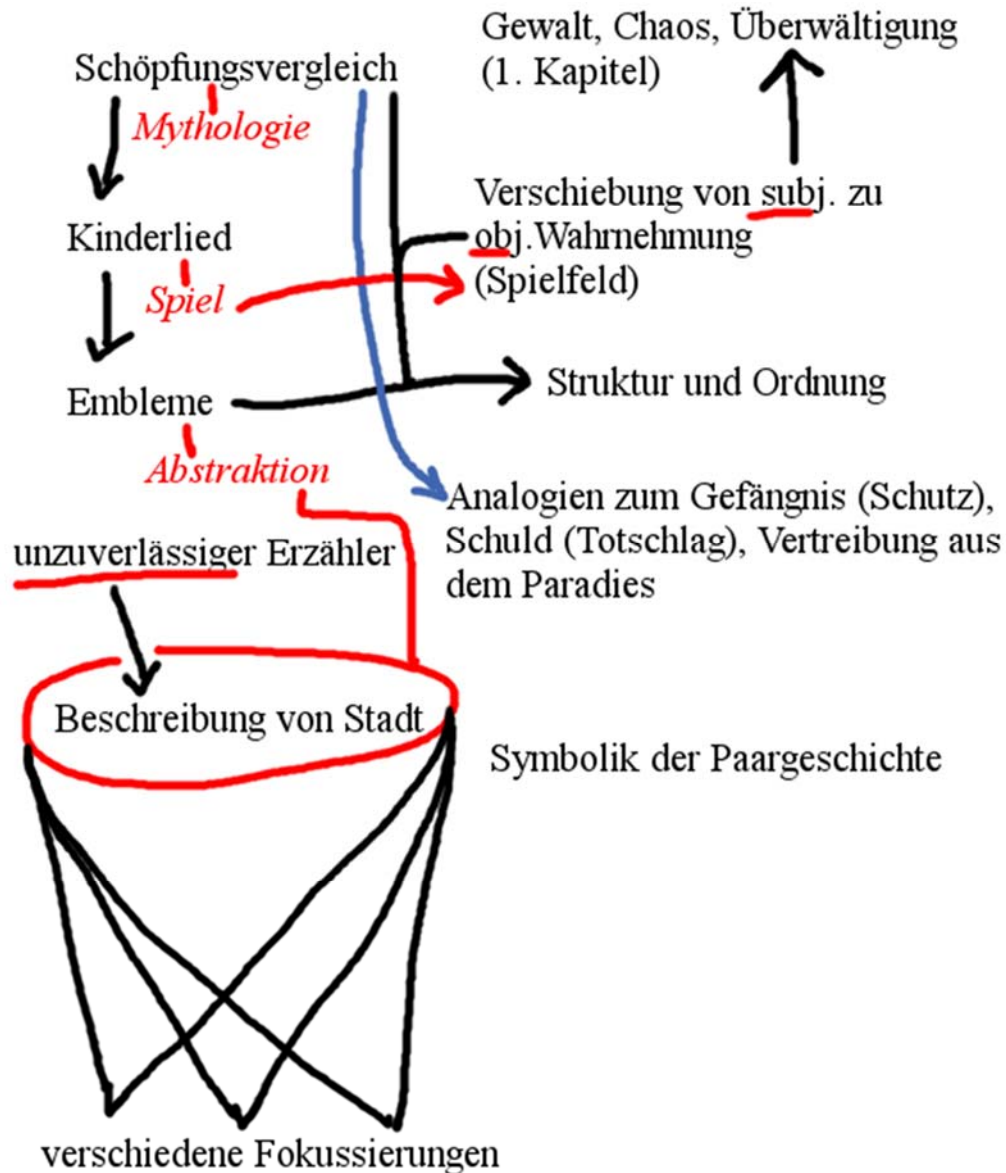 Gewalt, Chaos, Überwältigung
(1. Kapitel)
Schöpfungsvergleich
Mythologie
Verschiebung von subj. zu
obj.Wahrnehmung
(Spielfeld)
Kinderlied
Spiel
Embleme
Struktur und Ordnung
Abstraktion
Analogien zum Gefängnis (Schutz),
Schuld (Totschlag), Vertreibung aus
dem Paradies
unzuverlässiger Erzähler
Beschreibung von Stadt
Symbolik der Paargeschichte
verschiedene Fokussierungen